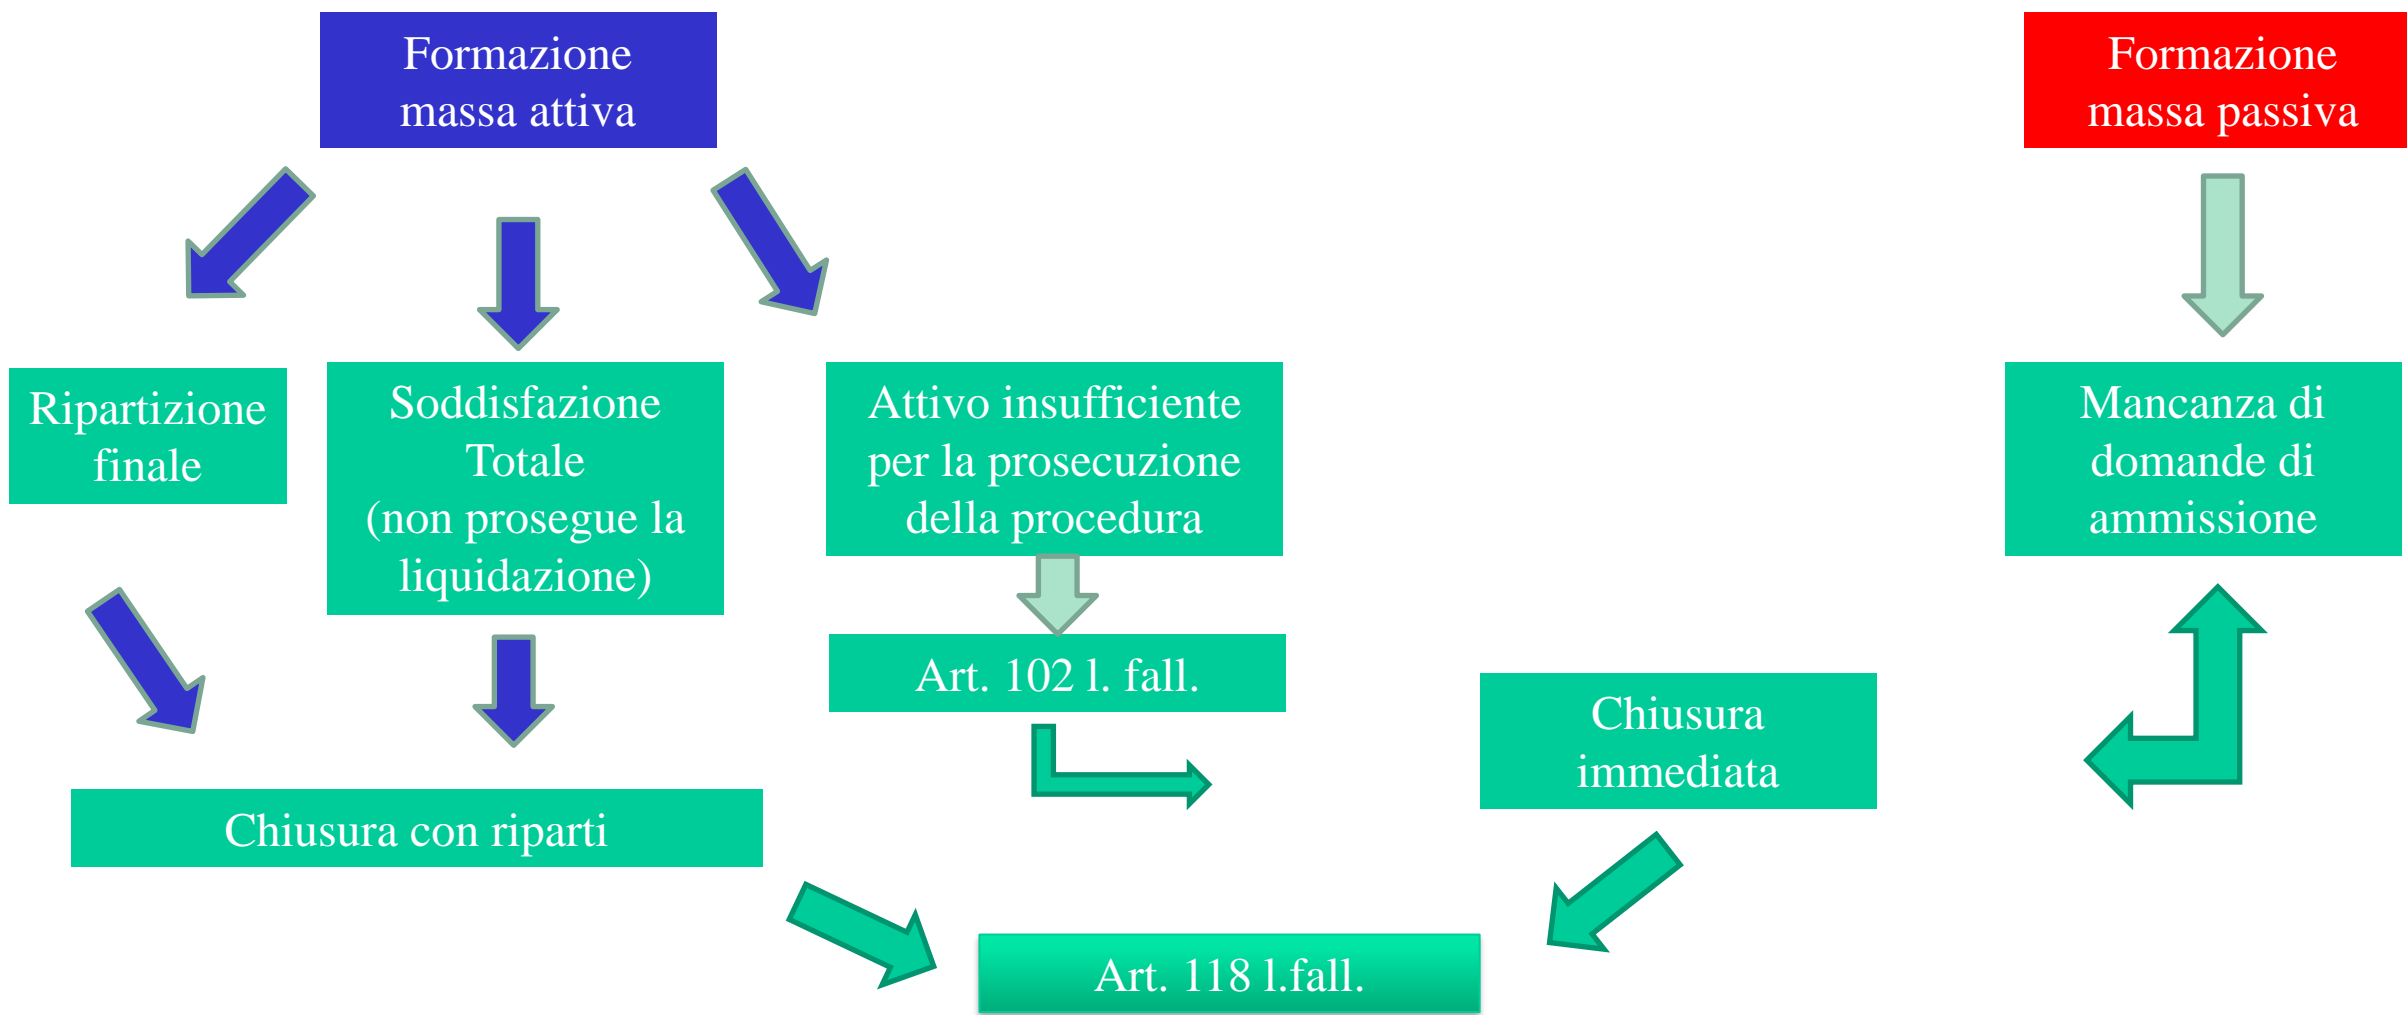 Formazione
massa attiva
Formazione
massa passiva
Ripartizione
finale
Soddisfazione
Totale
(non prosegue la
liquidazione)
Attivo insufficiente
per la prosecuzione
della procedura
Mancanza di
domande di
ammissione
Art. 102 l. fall.
Chiusura
immediata
Chiusura con riparti
Art. 118 l.fall.